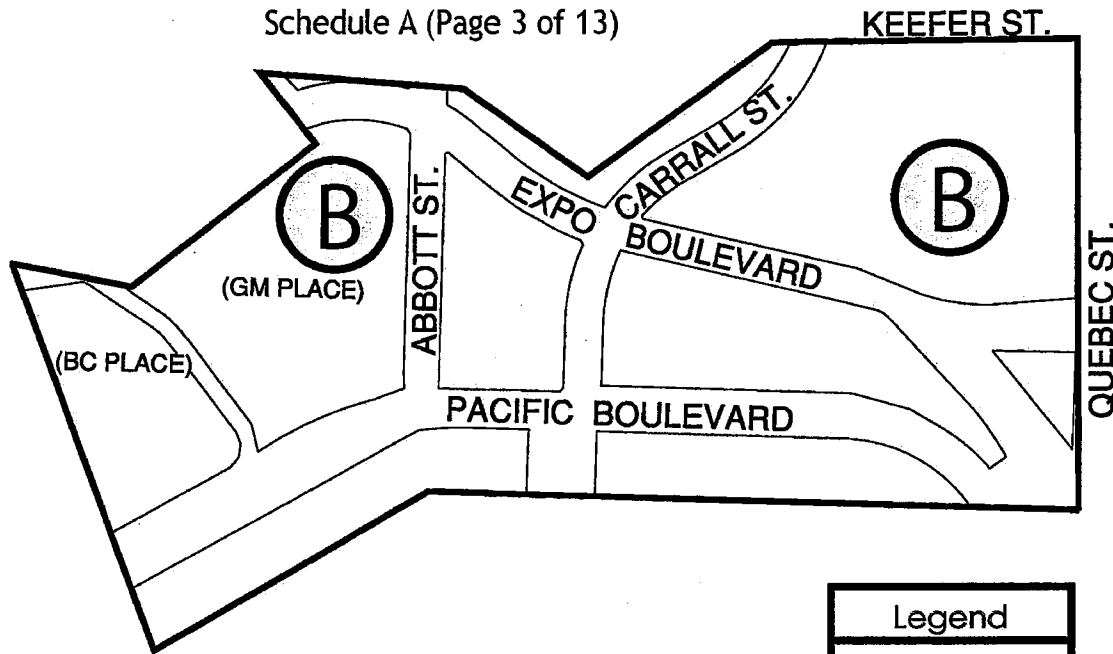 Schedule A (Page 3 of 13)
KEEFER ST.
CARRALL ST.
B
B
ABBOTT ST.
EXPO BOULEVARD
QUEBEC ST.
(GM PLACE)
(BC PLACE)
PACIFIC BOULEVARD
Legend